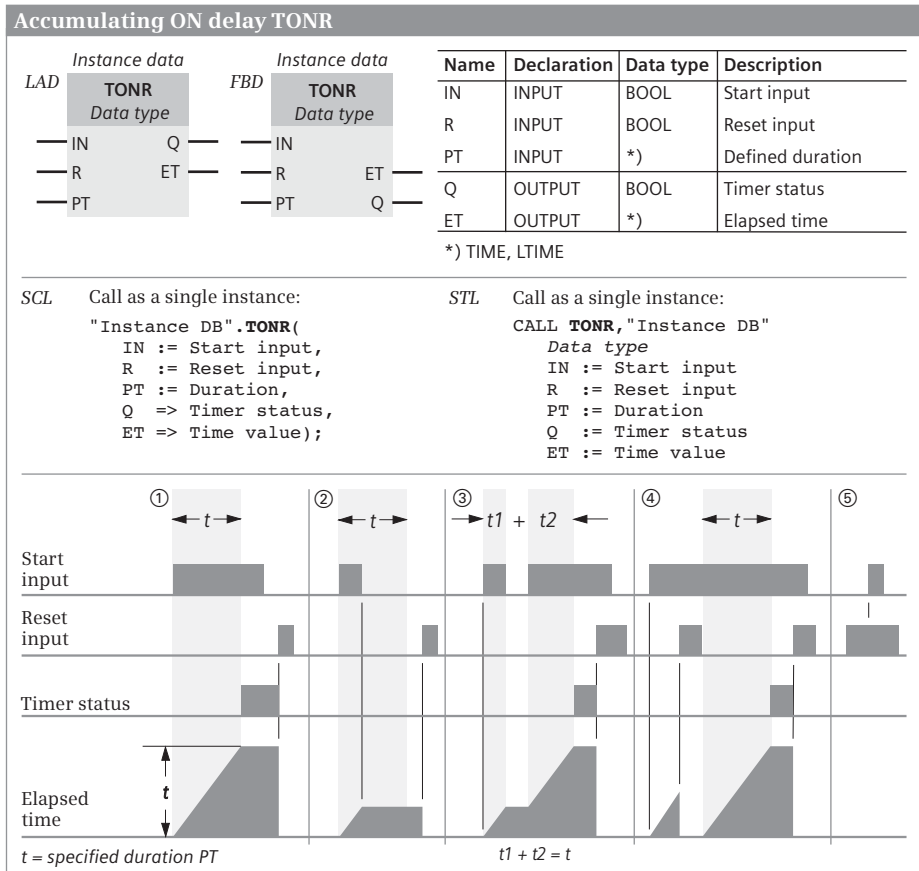 Accumulating ON delay TONR
Instance data
LAD
TONR
Data type
IN Q
R ET
PT
Instance data
FBD
TONR
Data type
IN
R ET
PT Q
Name Declaration Data type Description
IN INPUT BOOL Start input
R INPUT BOOL Reset input
PT INPUT *) Defined duration
Q OUTPUT BOOL Timer status
ET OUTPUT *) Elapsed time
*) TIME, LTIME
SCL Call as a single instance:
"Instance DB".TONR(
IN := Start input,
R := Reset input,
PT := Duration,
Q => Timer status,
ET => Time value);
STL Call as a single instance:
CALL TONR,"Instance DB"
Data type
IN := Start input
R := Reset input
PT := Duration
Q := Timer status
ET := Time value
① ② ③ ④ ⑤
t t t1 + t2 t
Start
input
Reset
input
Timer status
t
Elapsed
time
t = specified duration PT
t1 + t2 = t